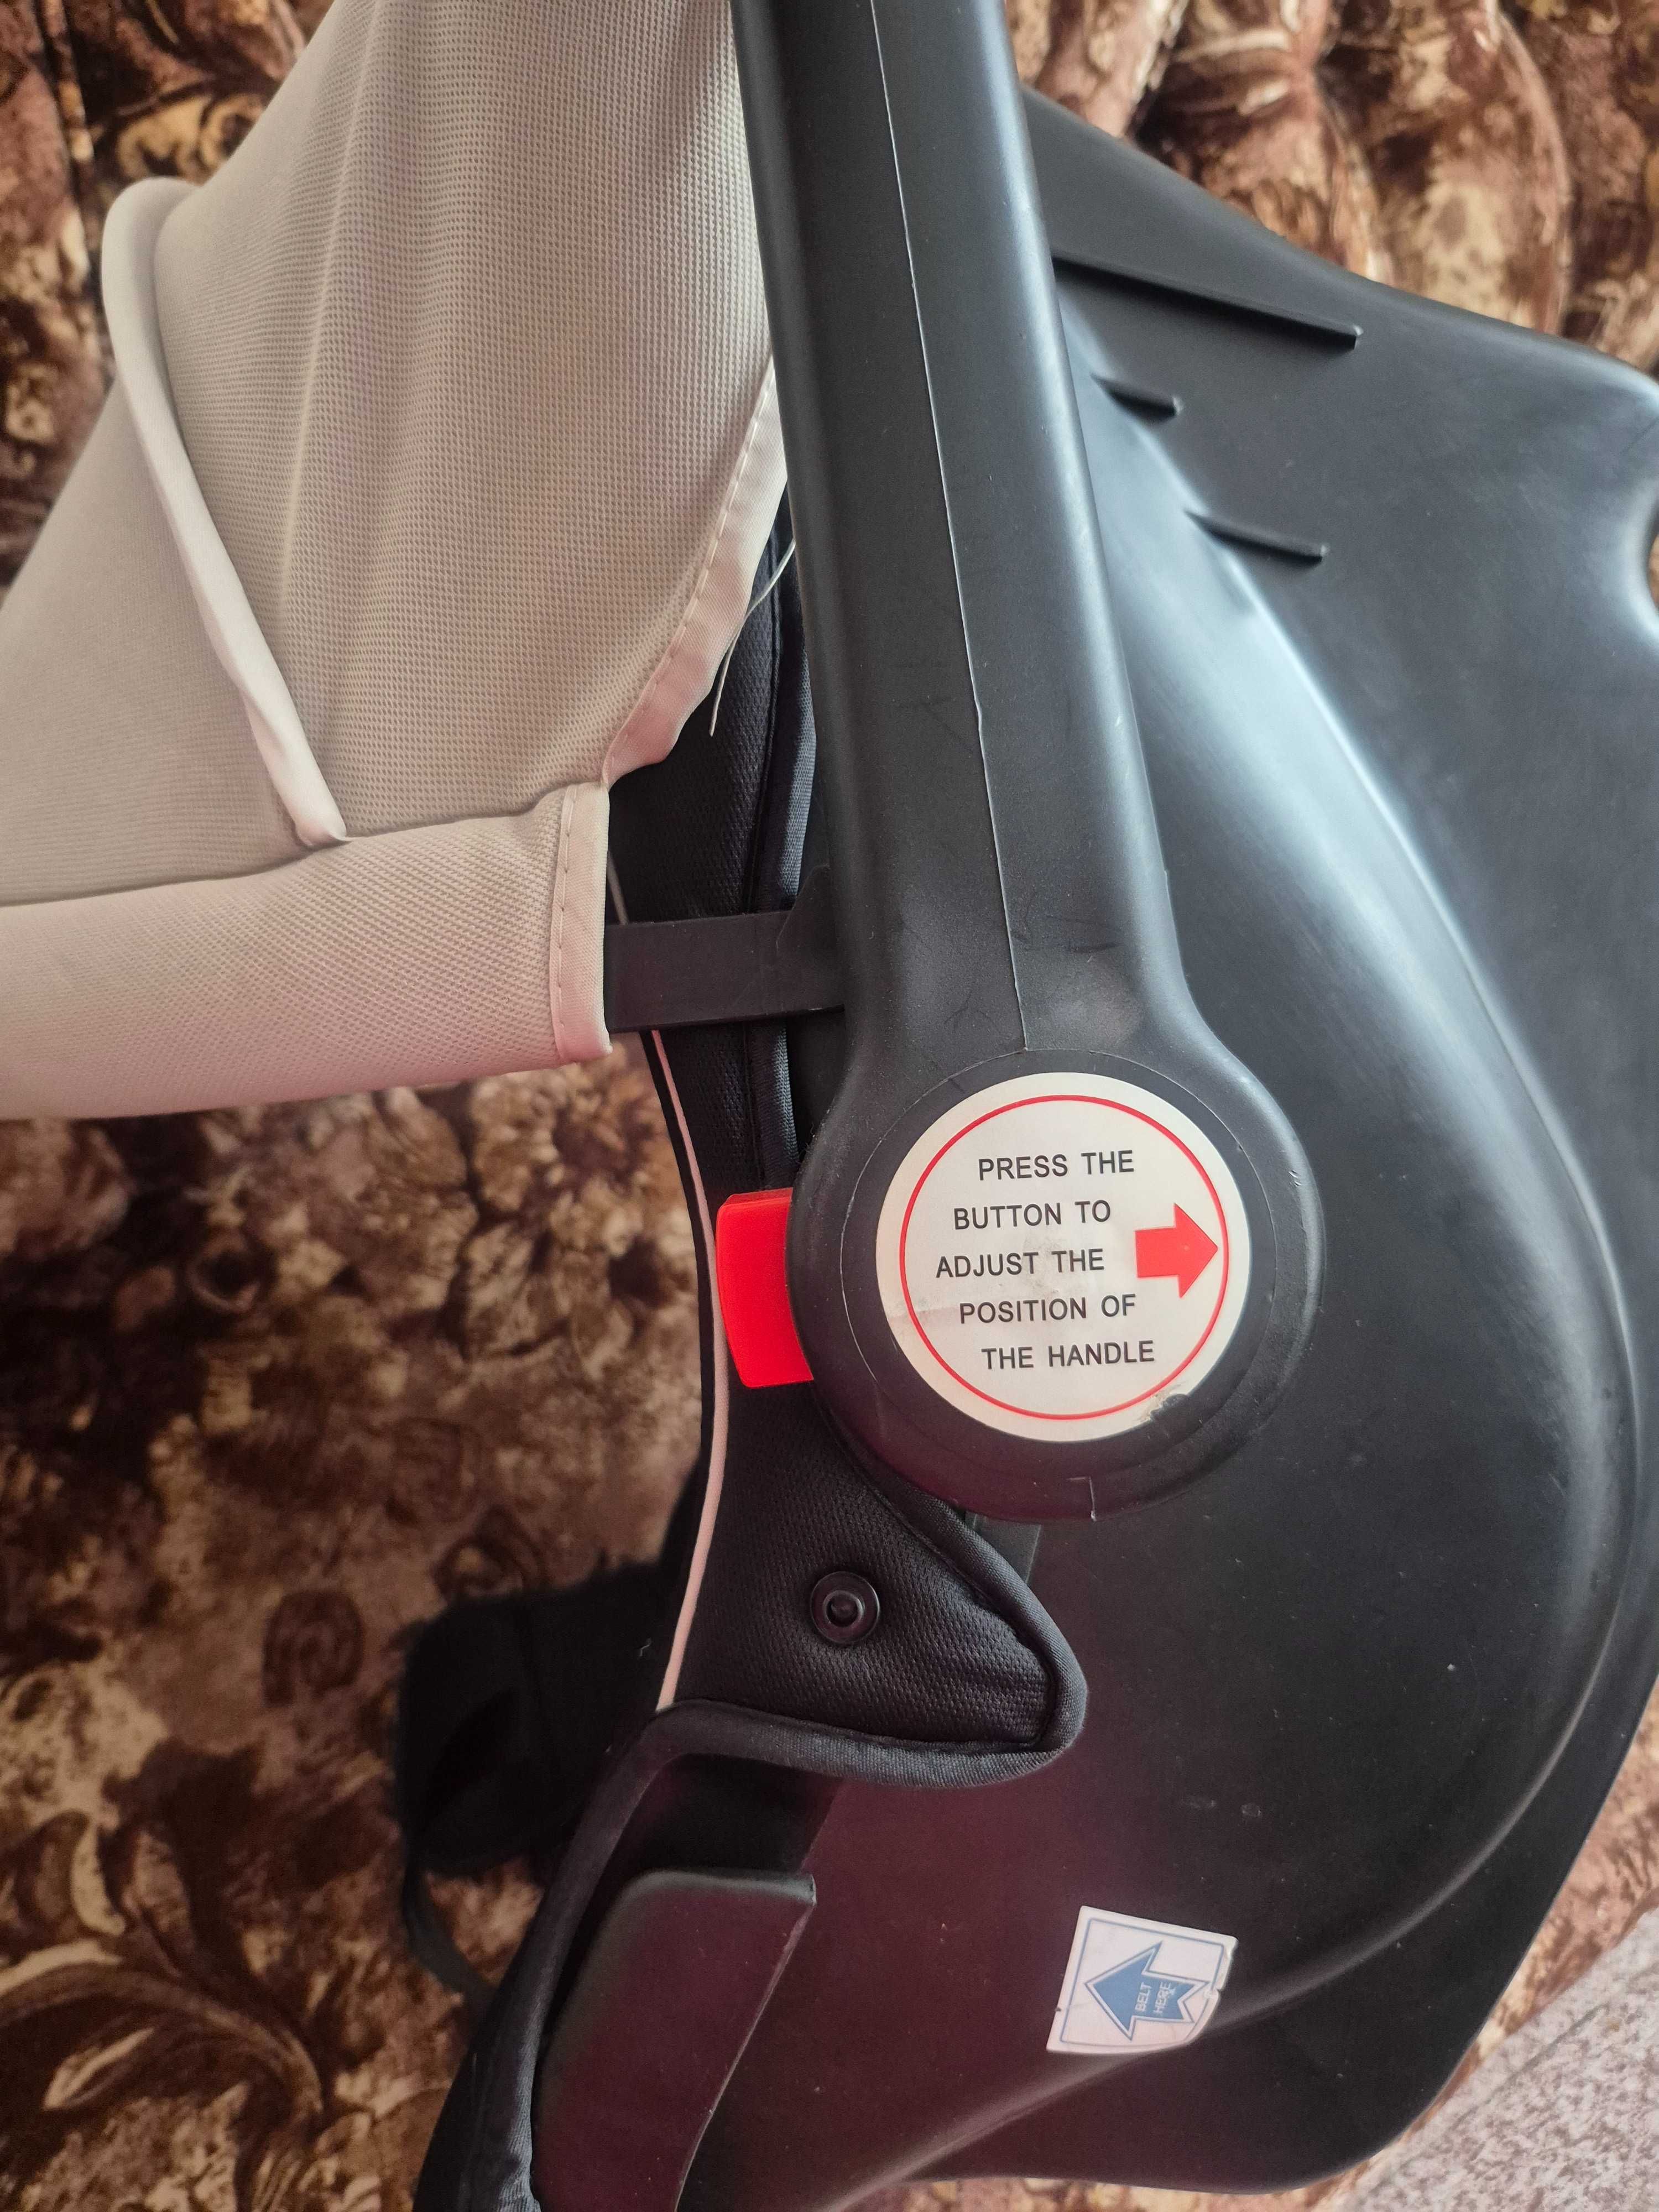 PRESS THE
BUTTON TO
ADJUST THE
POSITION OF
THE HANDLE
BELT
HERE